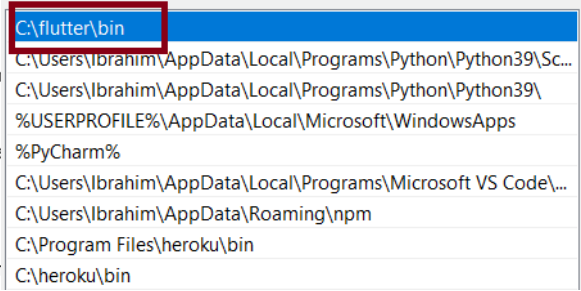 C:\flutter\bin
C:\Users\Ibrahim\AppData\Local\Programs\Python\Python39\Sc...
C:\Users\Ibrahim\AppData\Local\Programs\Python\Python39\
%USERPROFILE%\AppData\Local\Microsoft\WindowsApps
%PyCharm%
C:\Users\Ibrahim\AppData\Local\Programs\Microsoft VS Code\...
C:\Users\Ibrahim\AppData\Roaming\npm
C:\Program Files\heroku\bin
C:\heroku\bin